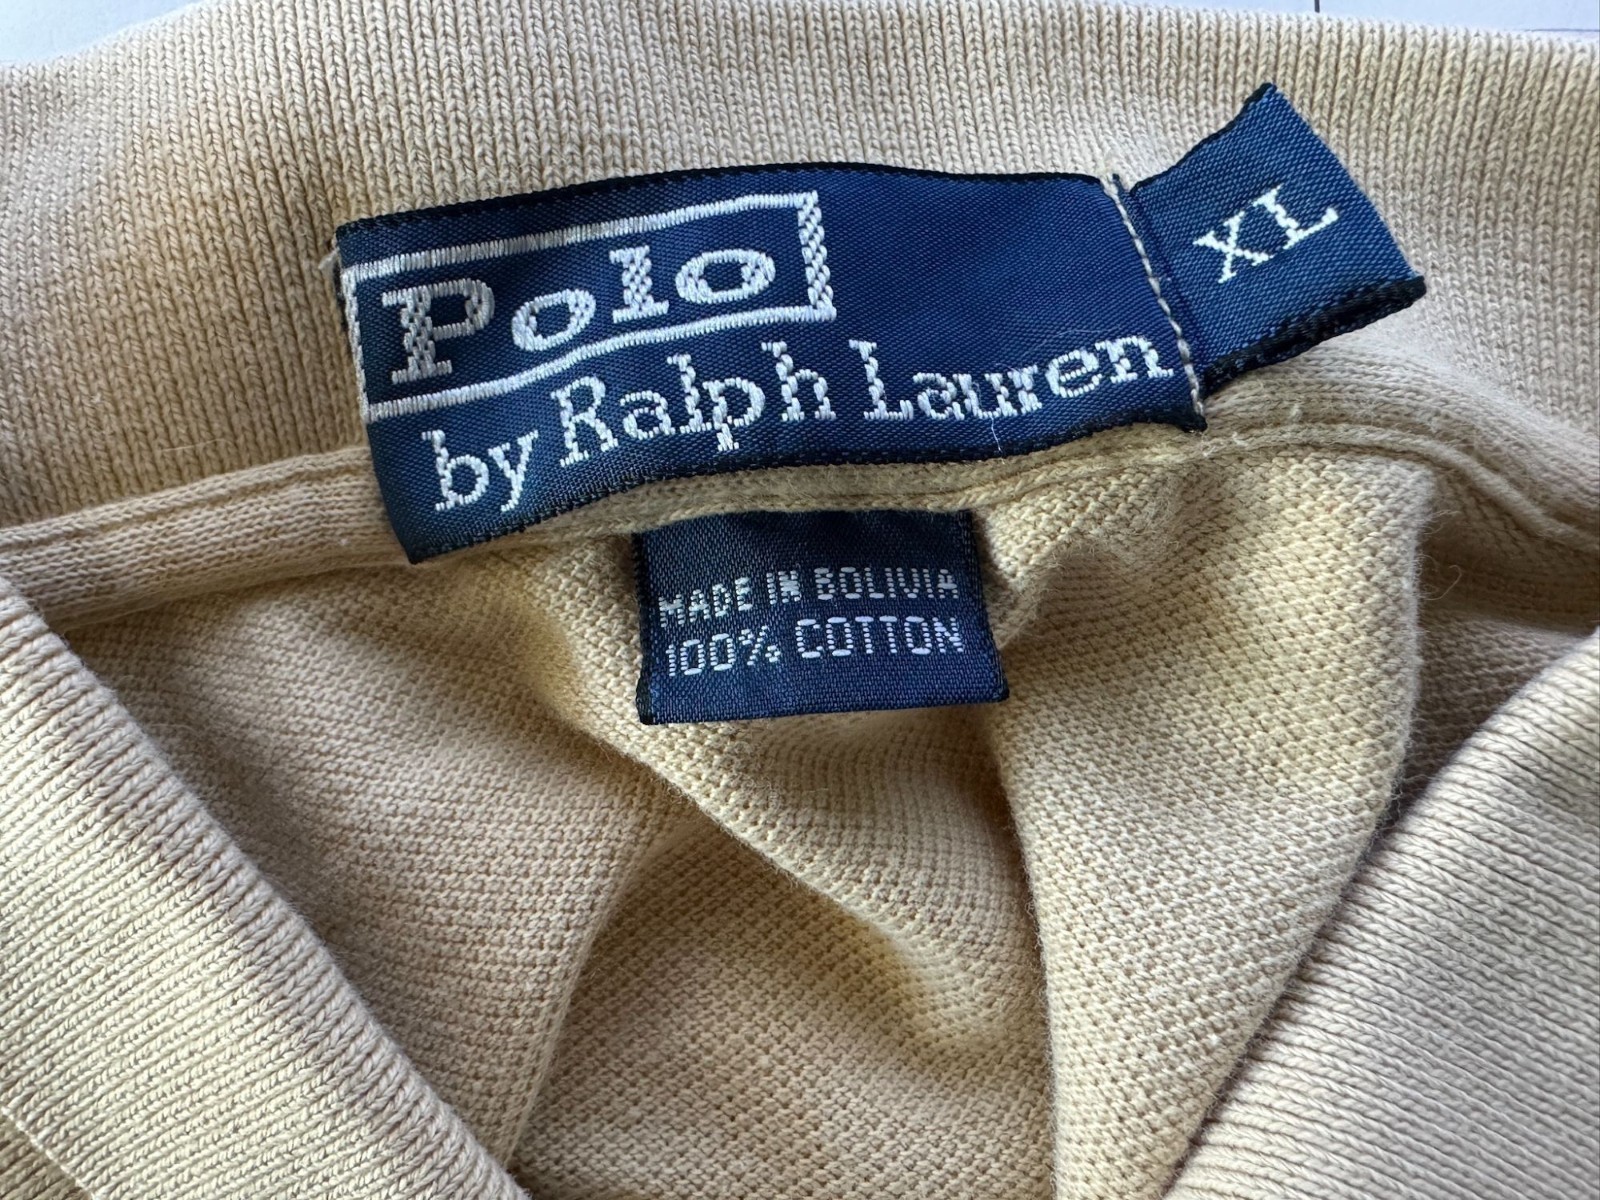 Polo
by Ralph Lauren
XL
MADE IN BOLIVIA
100% COTTON